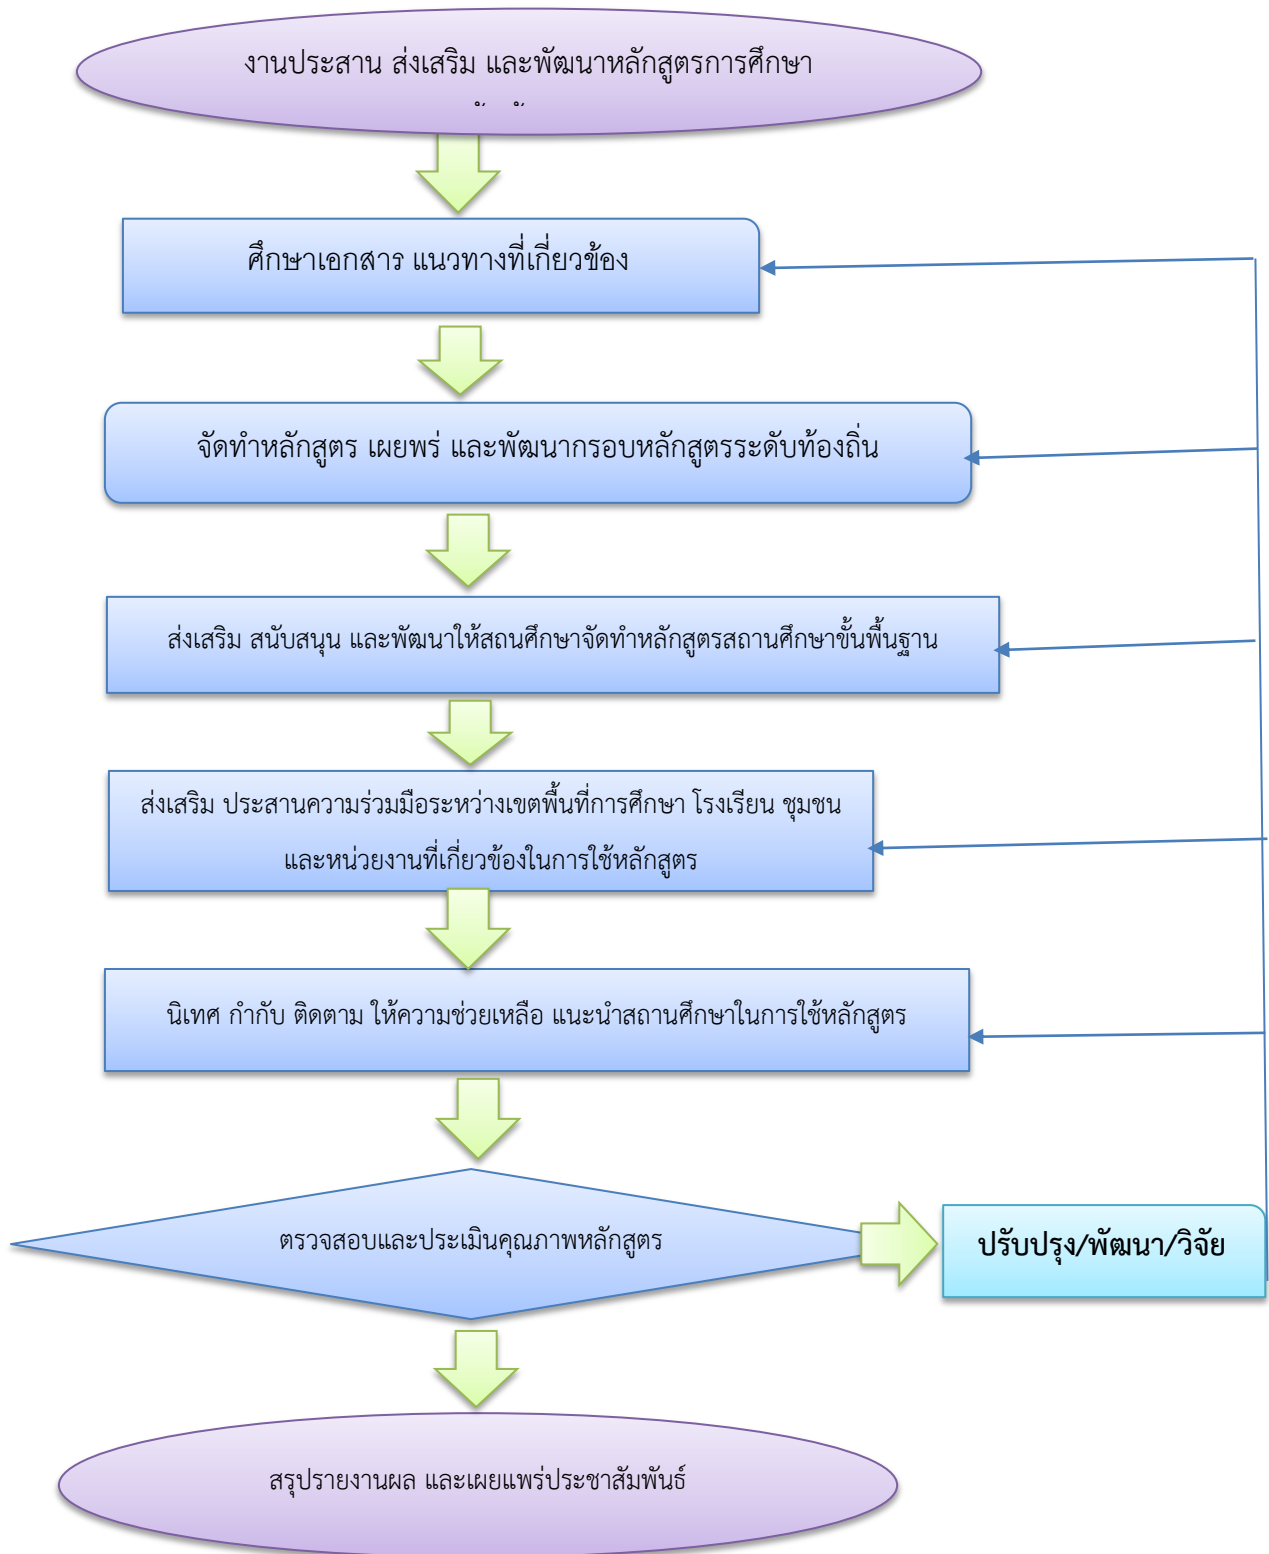 งานประสาน ส่งเสริม และพัฒนาหลักสูตรการศึกษา
ศึกษาเอกสาร แนวทางที่เกี่ยวข้อง
จัดทำหลักสูตร เผยพร่ และพัฒนากรอบหลักสูตรระดับท้องถิ่น
ส่งเสริม สนับสนุน และพัฒนาให้สถนศึกษาจัดทำหลักสูตรสถานศึกษาขั้นพื้นฐาน
ส่งเสริม ประสานความร่วมมือระหว่างเขตพื้นที่การศึกษา โรงเรียน ชุมชน
และหน่วยงานที่เกี่ยวข้องในการใช้หลักสูตร
นิเทศ กำกับ ติดตาม ให้ความช่วยเหลือ แนะนำสถานศึกษาในการใช้หลักสูตร
ตรวจสอบและประเมินคุณภาพหลักสูตร
ปรับปรุง/พัฒนา/วิจัย
สรุปรายงานผล และเผยแพร่ประชาสัมพันธ์